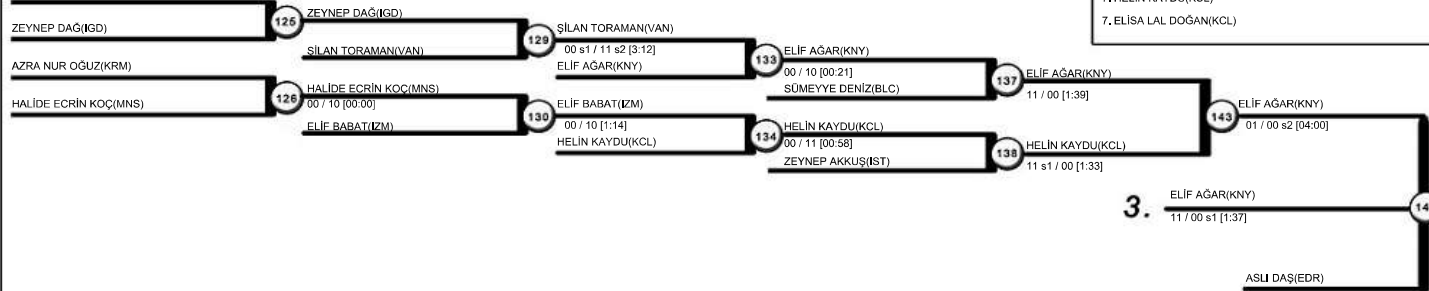 7. ELİSA LAL DOĞAN(KCL)
ZEYNEP DAĞ(IGD)
125
ZEYNEP DAĞ(IGD)
ŞİLAN TORAMAN(VAN)
129
ŞİLAN TORAMAN(VAN)
00 s1 / 11 s2 [3:12]
ELİF AĞAR(KNY)
133
ELİF AĞAR(KNY)
00 / 10 [00:21]
SÜMEYYE DENİZ(BLC)
137
ELİF AĞAR(KNY)
11 / 00 [1:39]
AZRA NUR OĞUZ(KRM)
HALİDE ECRİN KOÇ(MNS)
126
HALİDE ECRİN KOÇ(MNS)
00 / 10 [00:00]
ELİF BABAT(IZM)
130
ELİF BABAT(IZM)
00 / 10 [1:14]
HELİN KAYDU(KCL)
134
HELİN KAYDU(KCL)
00 / 11 [00:58]
ZEYNEP AKKUŞ(IST)
138
HELİN KAYDU(KCL)
11 s1 / 00 [1:33]
143
ELİF AĞAR(KNY)
01 / 00 s2 [04:00]
3.
ELİF AĞAR(KNY)
11 / 00 s1 [1:37]
ASLI DAŞ(EDR)